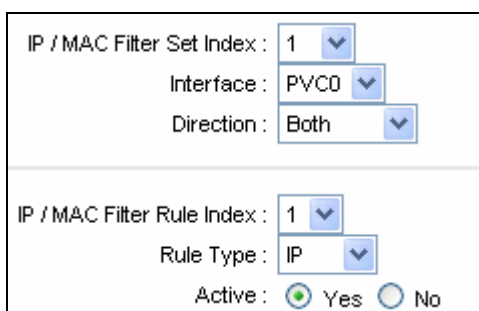 IP / MAC Filter Set Index : 1
Interface : PVC0
Direction : Both
IP / MAC Filter Rule Index : 1
Rule Type : IP
Active : Yes No